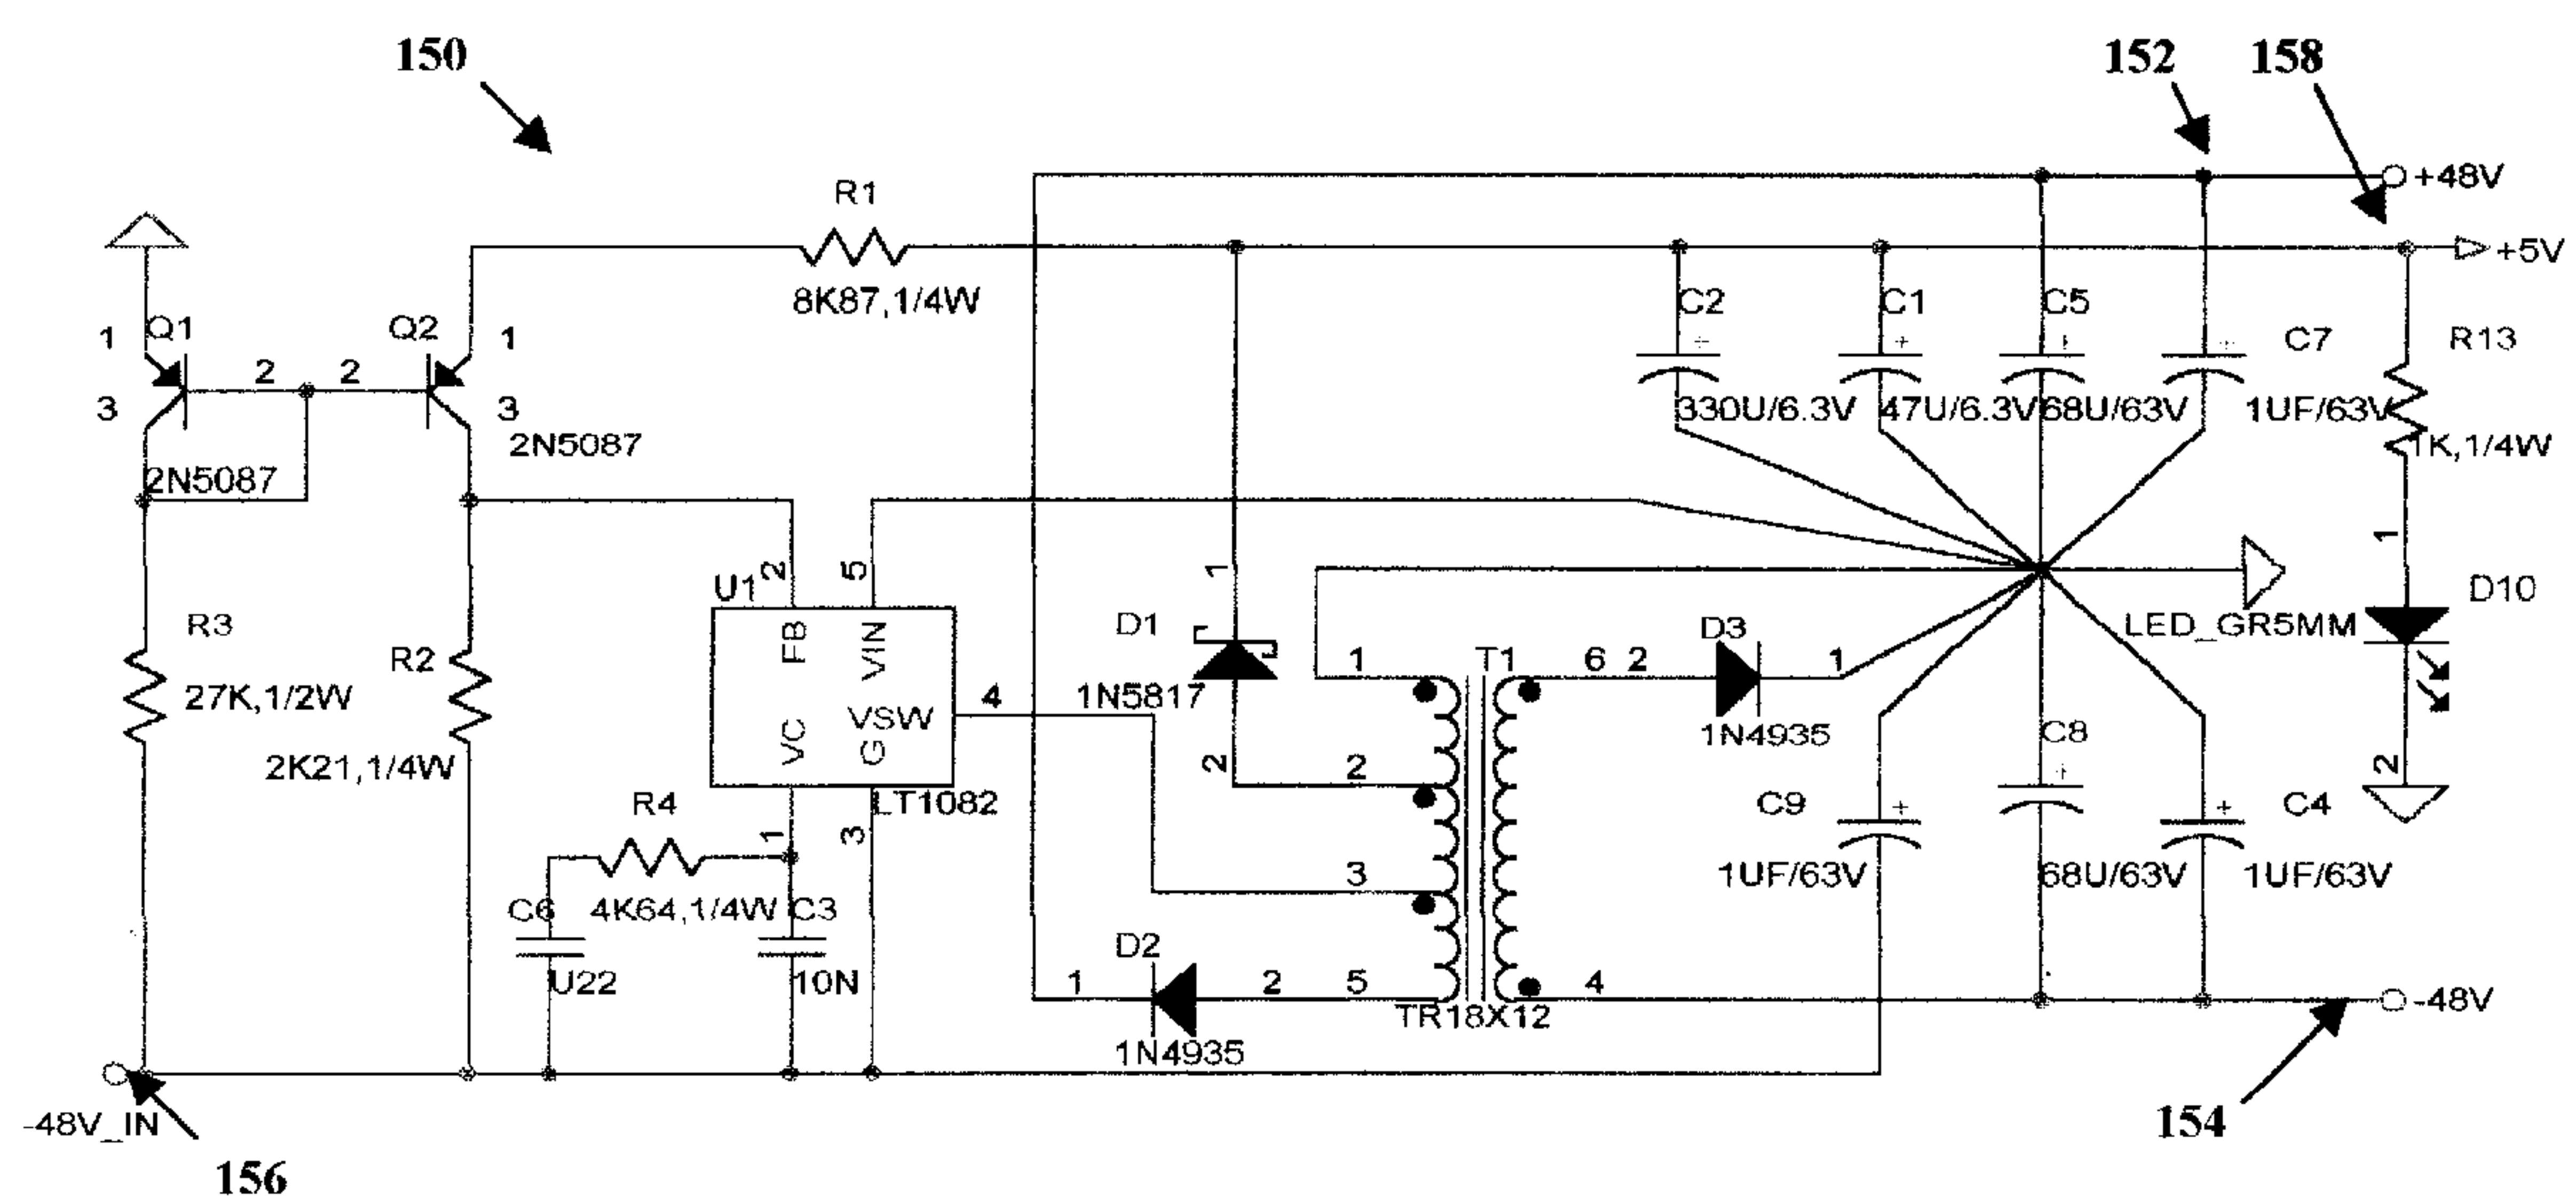 150
152 158
+48V
R1
+5V
8K87,1/4W
C2 C1 C5 C7 R13
1 Q1 Q2 1
2 2
3 3
+ + + +
330U/6.3V 47U/6.3V 68U/63V 1UF/63V
1K,1/4W
2N5087
2N5087
1
2 5
U1
1
FB VIN
D10
LED_GR5MM
R3 R2
D1 D3
1 T1 6 2 1
27K,1/2W
4
1N5817
VSW
VC G
1N4935
C8
2K21,1/4W
2 2
2
R4
LT1082
C9 + + C4 +
1 3
3
1UF/63V 68U/63V 1UF/63V
C6 4K64,1/4W C3
D2
U22 10N
1 2 5 4
-48V
TR18X12
1N4935
-48V_IN
154
156